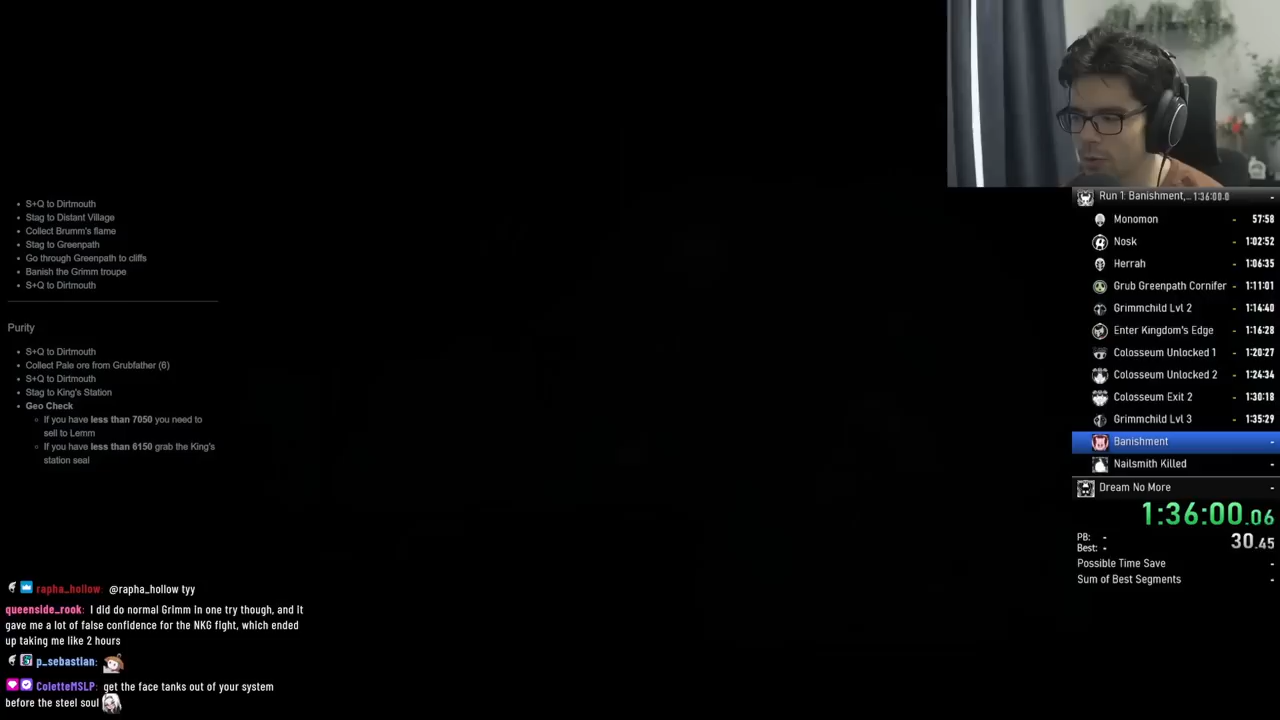 S+Q to Dirtmouth
Stag to Distant Village
Collect Brumm's flame
Stag to Greenpath
Go through Greenpath to cliffs
Banish the Grimm troupe
S+Q to Dirtmouth
Purity
S+Q to Dirtmouth
Collect Pale ore from Grubfather (6)
S+Q to Dirtmouth
Stag to King's Station
Geo Check
If you have less than 7050 you need to
sell to Lemm
If you have less than 6150 grab the King's
station seal
rapha_hollow: @rapha_hollow tyy
queenside_rook: I did do normal Grimm in one try though, and it
gave me a lot of false confidence for the NKG fight, which ended
up taking me like 2 hours
p_sebastian:
ColetteMSLP: get the face tanks out of your system
before the steel soul
Run 1: Banishment,... 1:36:00.0 -
Monomon - 57:58
Nosk - 1:02:52
Herrah - 1:06:35
Grub Greenpath Cornifer - 1:11:01
Grimmchild Lvl 2 - 1:14:40
Enter Kingdom's Edge - 1:16:28
Colosseum Unlocked 1 - 1:20:27
Colosseum Unlocked 2 - 1:24:34
Colosseum Exit 2 - 1:30:18
Grimmchild Lvl 3 - 1:35:29
Banishment -
Nailsmith Killed -
Dream No More -
1:36:00.06
PB: - 30.45
Best: -
Possible Time Save -
Sum of Best Segments -